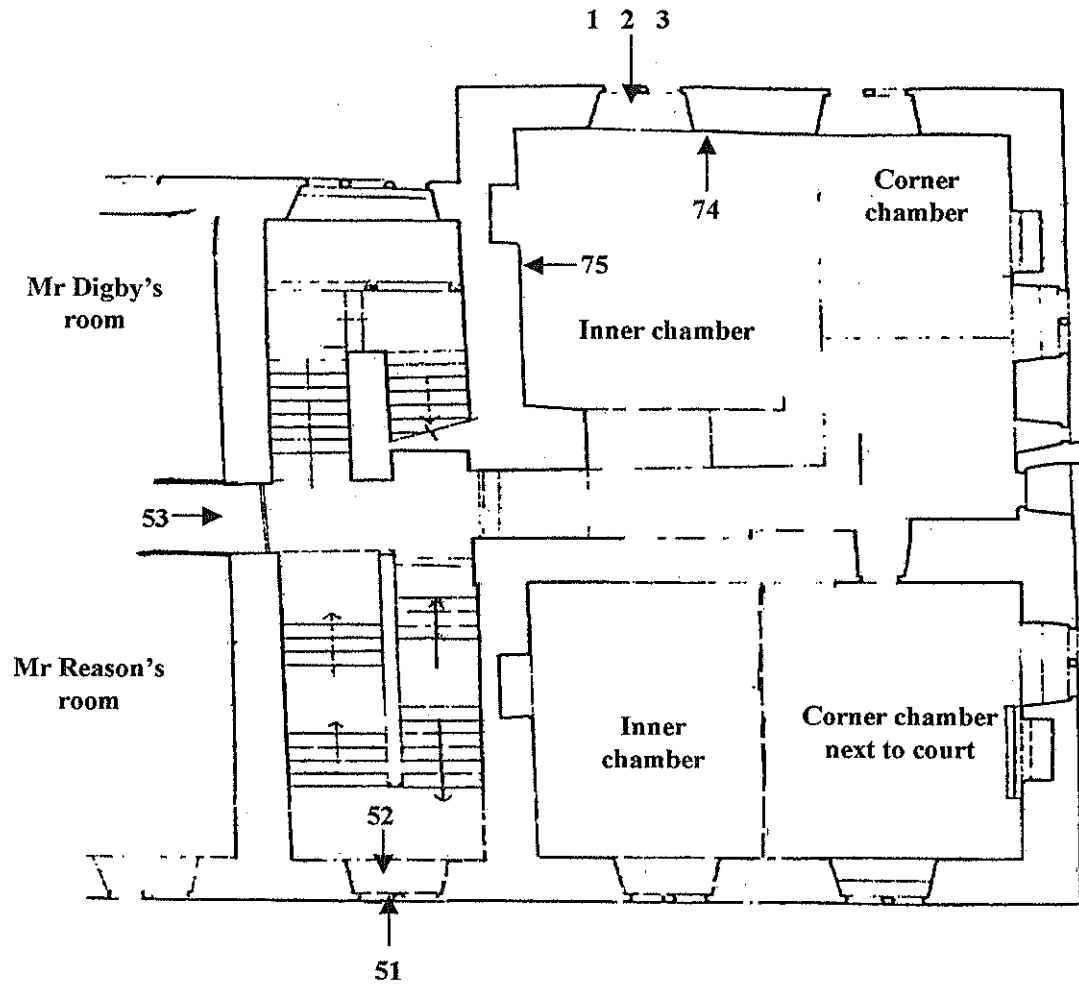 1 2 3
Corner
chamber
74
75
Mr Digby's
room
Inner chamber
53
Mr Reason's
room
Inner
chamber
Corner chamber
next to court
52
51